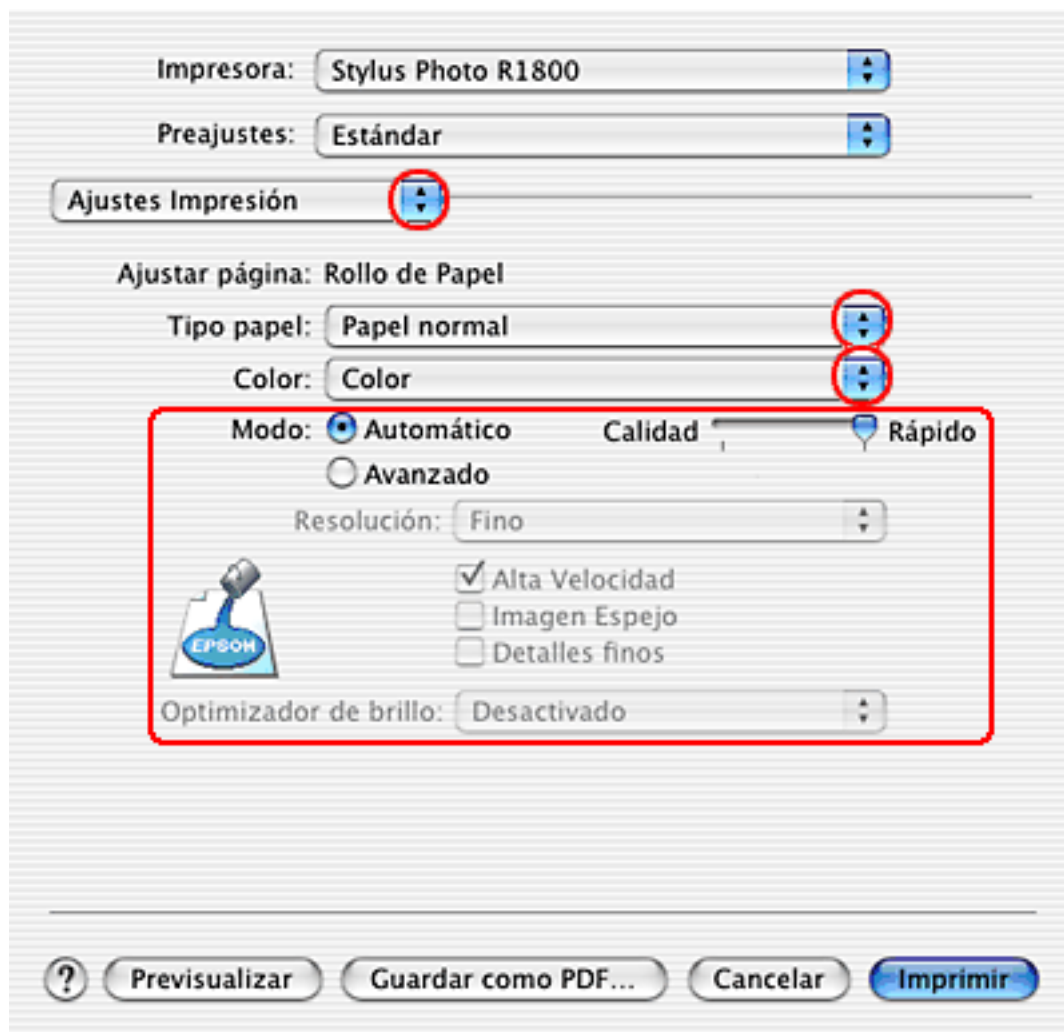 Impresora: Stylus Photo R1800
Preajustes: Estándar
Ajustes Impresión
Ajustar página: Rollo de Papel
Tipo papel: Papel normal
Color: Color
Modo: Automático Calidad Rápido
Avanzado
Resolución: Fino
Alta Velocidad
Imagen Espejo
EPSON
Detalles finos
Optimizador de brillo: Desactivado
? Previsualizar Guardar como PDF... Cancelar Imprimir